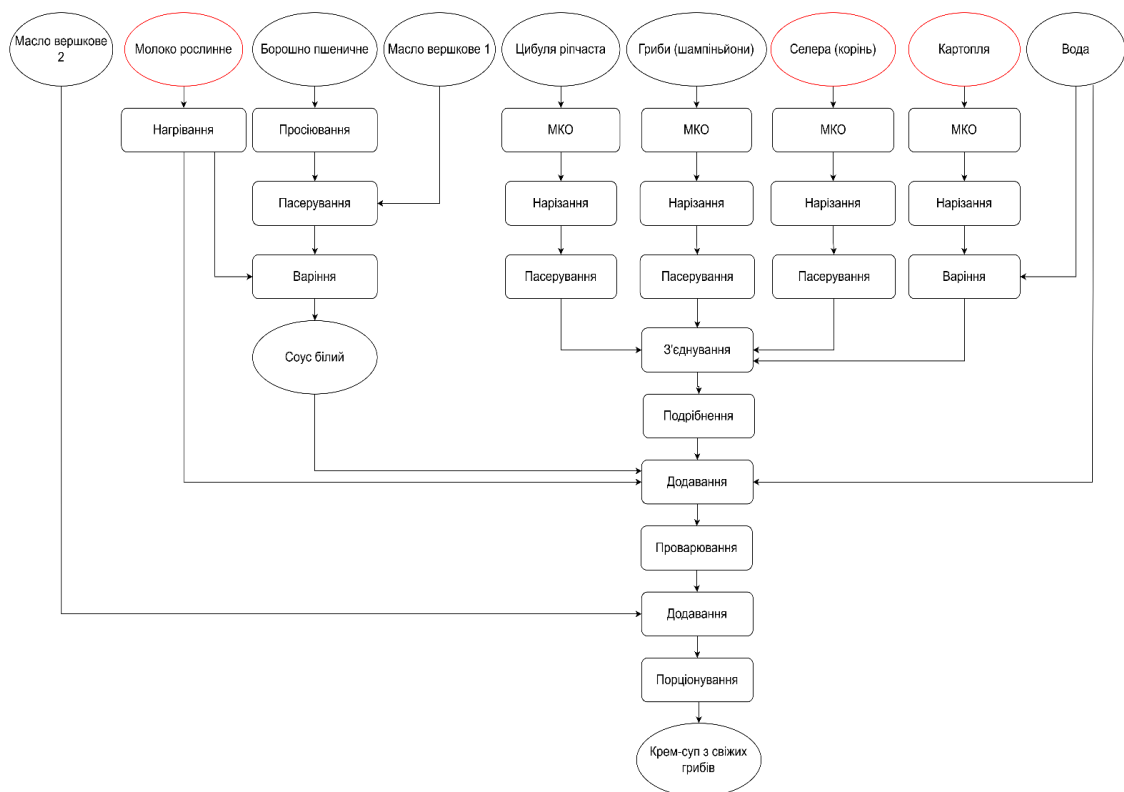 Масло вершкове
2
Молоко рослинне
Борошно пшеничне
Масло вершкове 1
Цибуля ріпчаста
Гриби (шампіньйони)
Селера (корінь)
Картопля
Вода
Нагрівання
Просіювання
МКО
МКО
МКО
МКО
Пасерування
Нарізання
Нарізання
Нарізання
Нарізання
Варіння
Пасерування
Пасерування
Пасерування
Варіння
Соус білий
З'єднування
Подрібнення
Додавання
Проварювання
Додавання
Порціонування
Крем-суп з свіжих
грибів